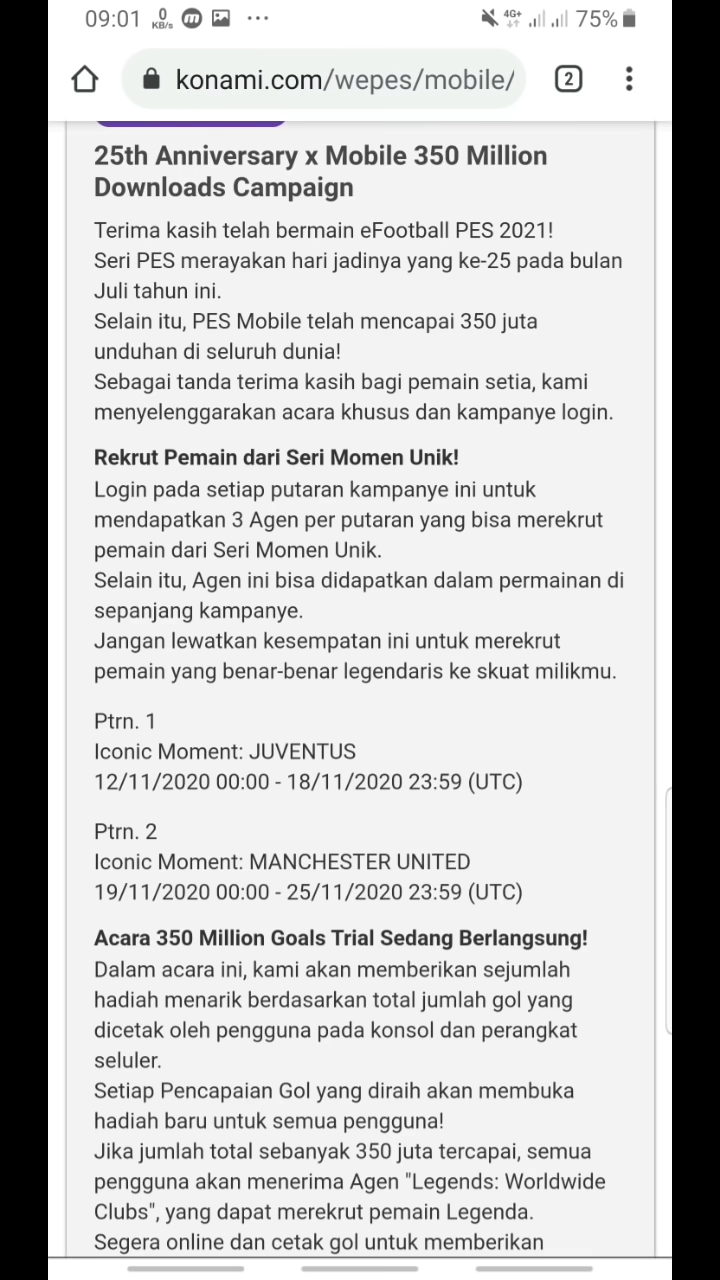 09:01 0 KB/s m ... 4G+ 75%
konami.com/wepes/mobile/ 2
25th Anniversary x Mobile 350 Million
Downloads Campaign
Terima kasih telah bermain eFootball PES 2021!
Seri PES merayakan hari jadinya yang ke-25 pada bulan
Juli tahun ini.
Selain itu, PES Mobile telah mencapai 350 juta
unduhan di seluruh dunia!
Sebagai tanda terima kasih bagi pemain setia, kami
menyelenggarakan acara khusus dan kampanye login.
Rekrut Pemain dari Seri Momen Unik!
Login pada setiap putaran kampanye ini untuk
mendapatkan 3 Agen per putaran yang bisa merekrut
pemain dari Seri Momen Unik.
Selain itu, Agen ini bisa didapatkan dalam permainan di
sepanjang kampanye.
Jangan lewatkan kesempatan ini untuk merekrut
pemain yang benar-benar legendaris ke skuat milikmu.
Ptrn. 1
Iconic Moment: JUVENTUS
12/11/2020 00:00 - 18/11/2020 23:59 (UTC)
Ptrn. 2
Iconic Moment: MANCHESTER UNITED
19/11/2020 00:00 - 25/11/2020 23:59 (UTC)
Acara 350 Million Goals Trial Sedang Berlangsung!
Dalam acara ini, kami akan memberikan sejumlah
hadiah menarik berdasarkan total jumlah gol yang
dicetak oleh pengguna pada konsol dan perangkat
seluler.
Setiap Pencapaian Gol yang diraih akan membuka
hadiah baru untuk semua pengguna!
Jika jumlah total sebanyak 350 juta tercapai, semua
pengguna akan menerima Agen "Legends: Worldwide
Clubs", yang dapat merekrut pemain Legenda.
Segera online dan cetak gol untuk memberikan